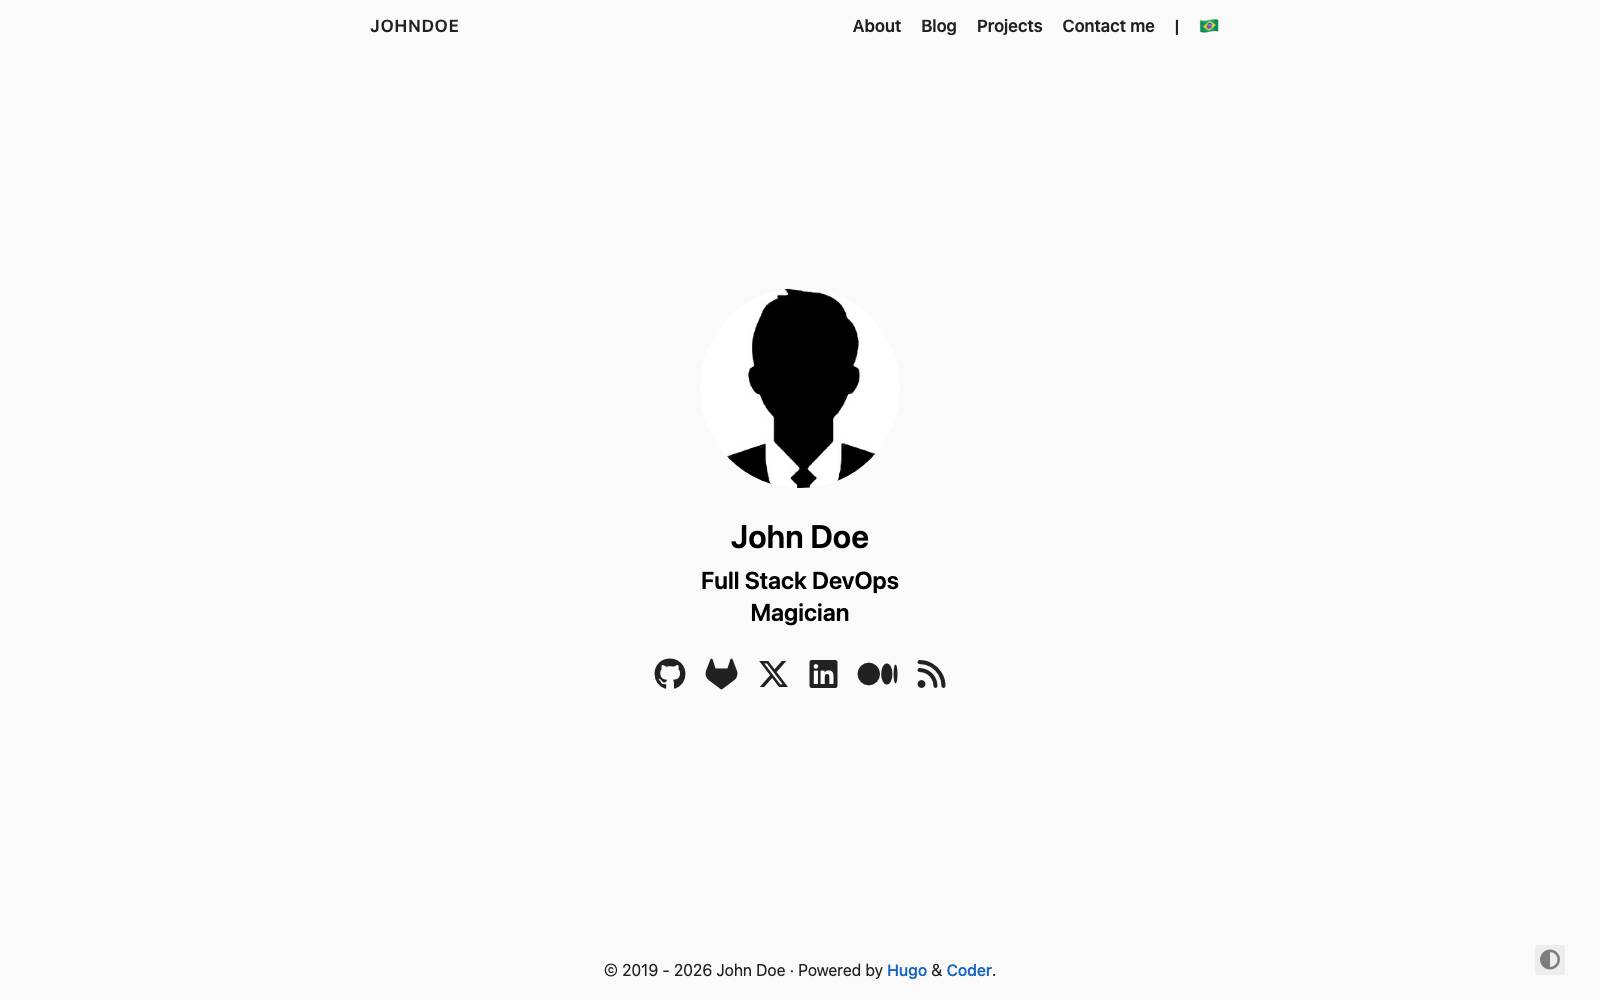 JOHNDOE
About Blog Projects Contact me | 🇧🇷
John Doe
Full Stack DevOps
Magician
© 2019 - 2026 John Doe · Powered by Hugo & Coder.